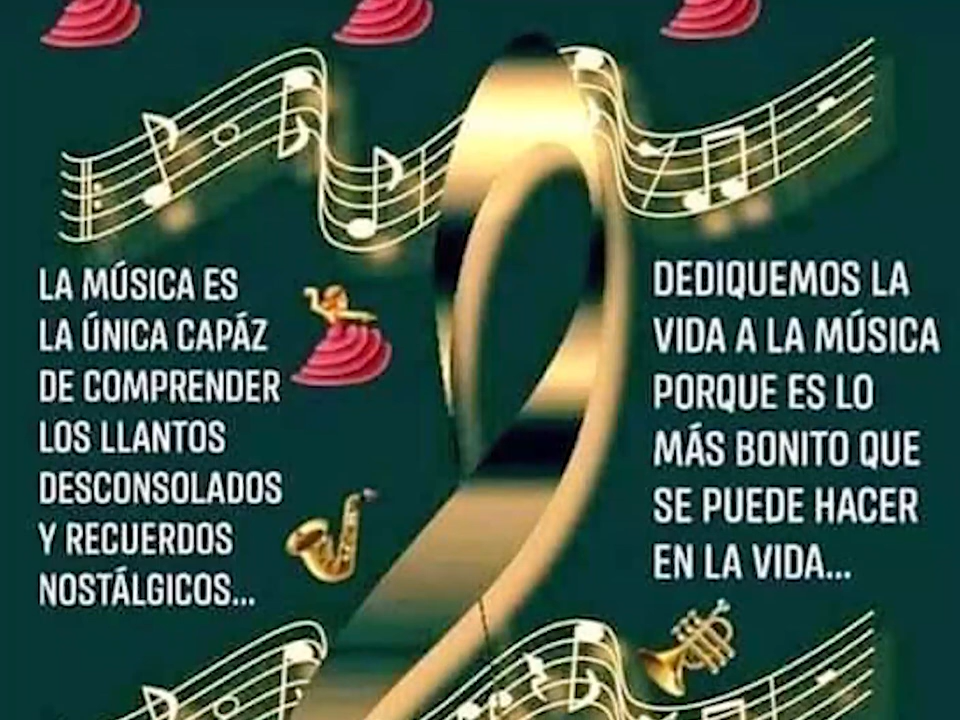 LA MÚSICA ES
LA ÚNICA CAPÁZ
DE COMPRENDER
LOS LLANTOS
DESCONSOLADOS
Y RECUERDOS
NOSTÁLGICOS...
DEDIQUEMOS LA
VIDA A LA MÚSICA
PORQUE ES LO
MÁS BONITO QUE
SE PUEDE HACER
EN LA VIDA...